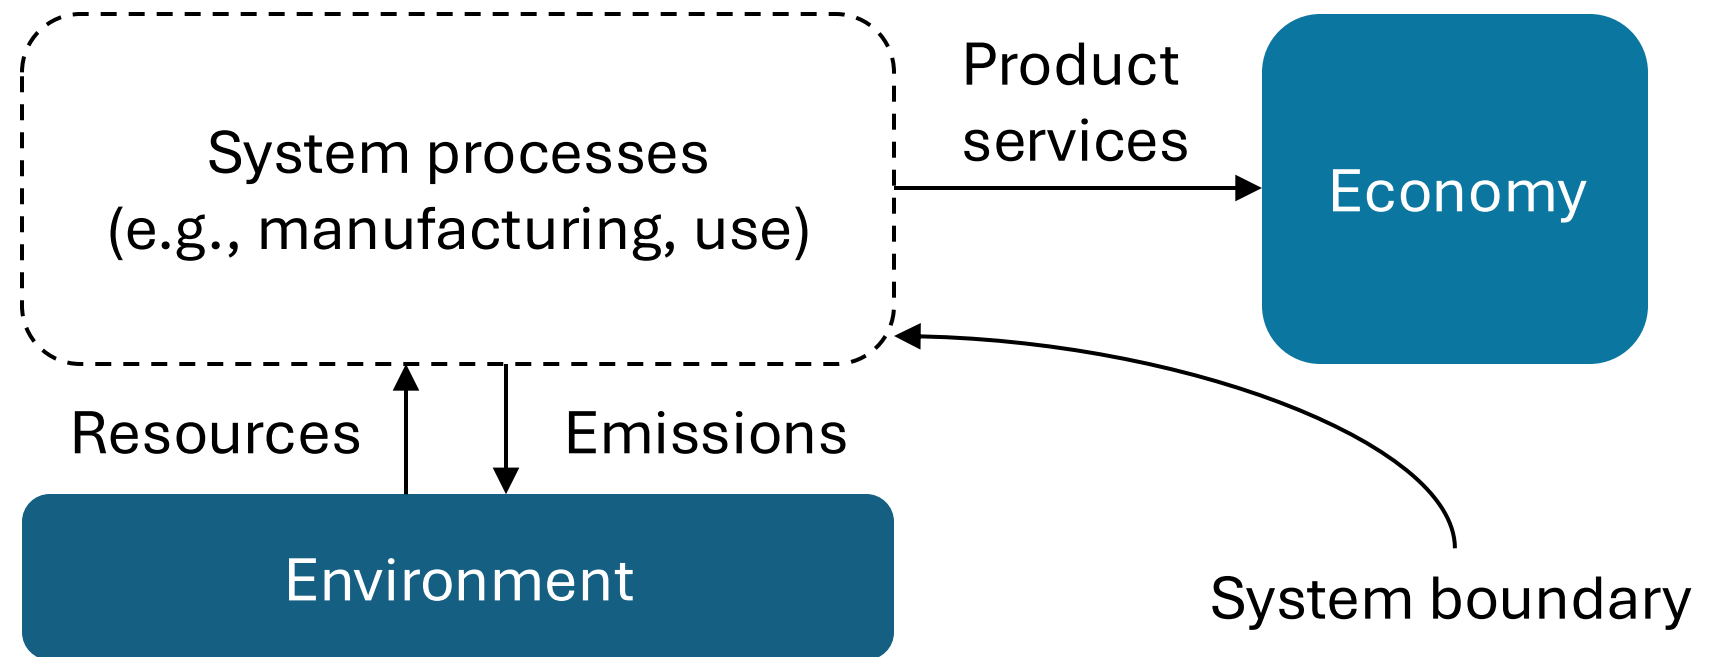 System processes
(e.g., manufacturing, use)
Product
services
Economy
Resources
Emissions
Environment
System boundary